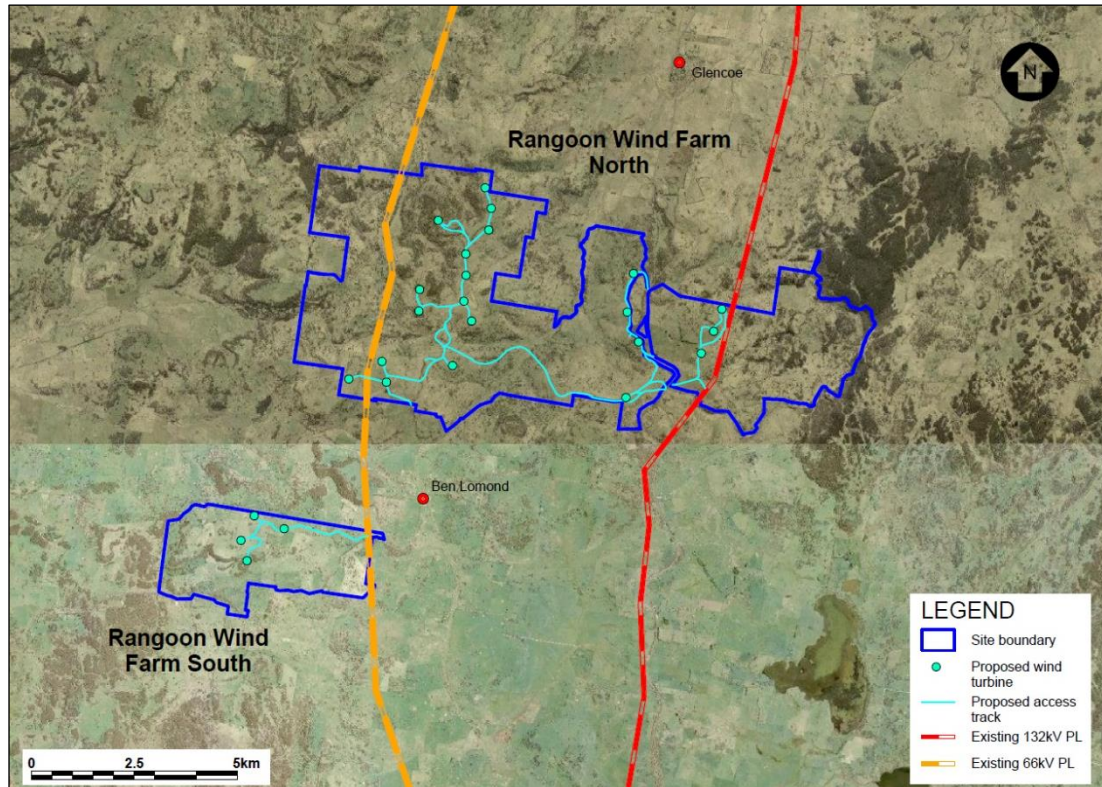 N
Glencoe
Rangoon Wind Farm
North
Ben Lomond
Rangoon Wind
Farm South
LEGEND
Site boundary
Proposed wind
turbine
Proposed access
track
Existing 132kV PL
Existing 66kV PL
0 2.5 5km